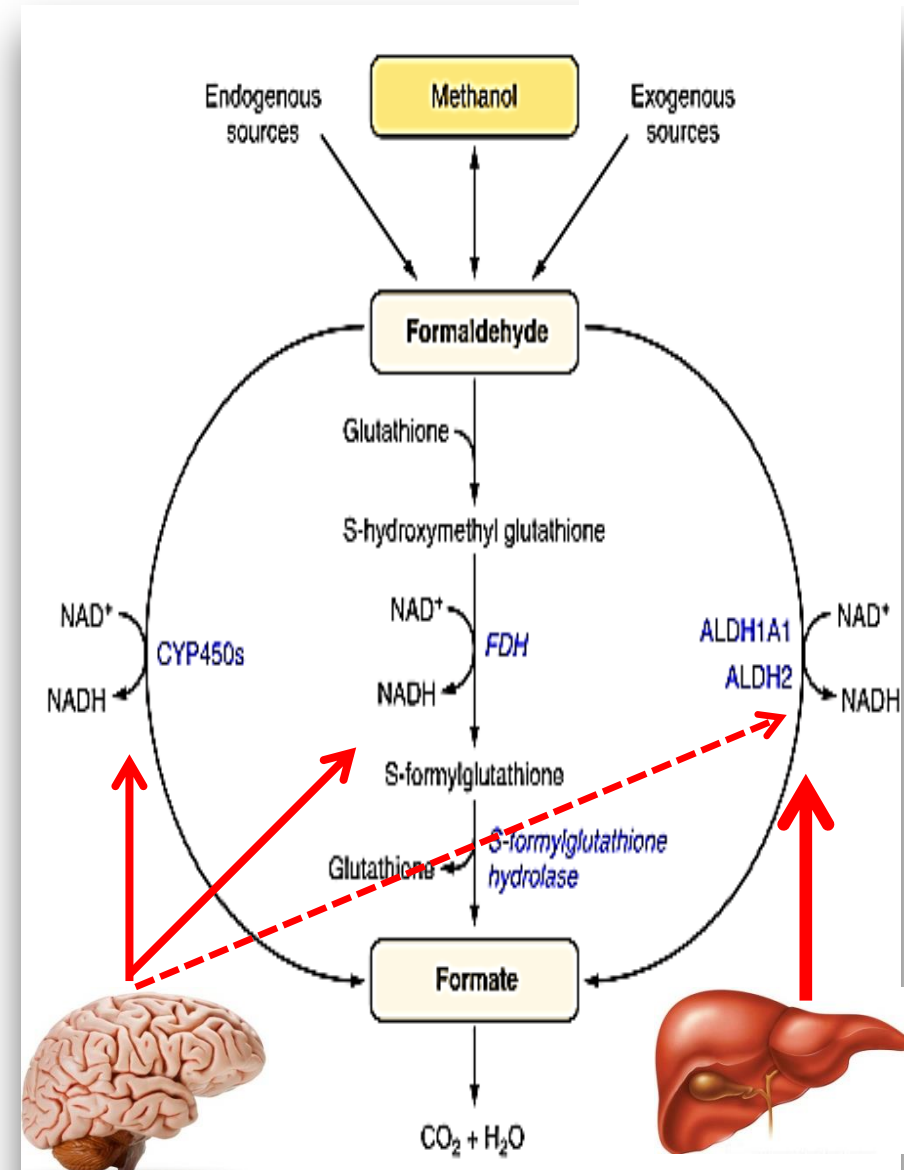 Endogenous
sources
Methanol
Exogenous
sources
Formaldehyde
Glutathione
S-hydroxymethyl glutathione
NAD+
CYP450s
NADH
NAD+
FDH
NADH
ALDH1A1
ALDH2
NAD+
NADH
S-formylglutathione
Glutathione
S-formylglutathione
hydrolase
Formate
CO₂ + H₂O